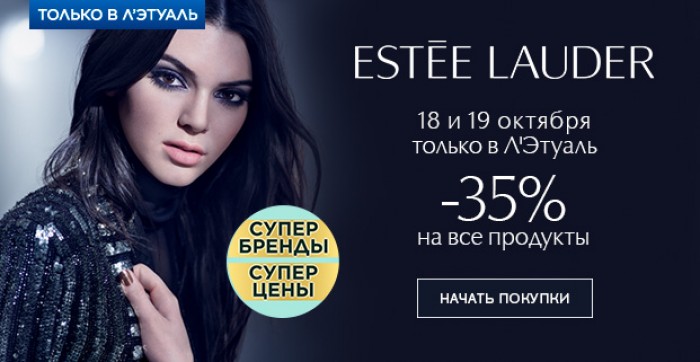 ТОЛЬКО В Л'ЭТУАЛЬ
ESTĒE LAUDER
18 и 19 октября
только в Л'Этуаль
-35%
на все продукты
НАЧАТЬ ПОКУПКИ
СУПЕР
БРЕНДЫ
СУПЕР
ЦЕНЫ